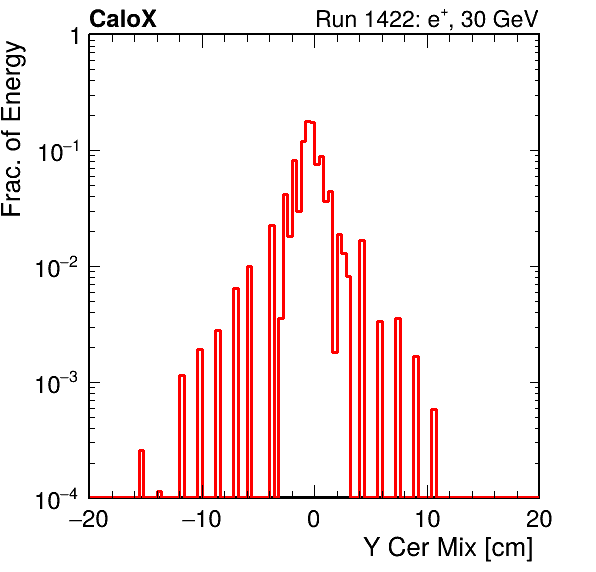 CaloX Run 1422: e⁺, 30 GeV
Frac. of Energy
1
10⁻¹
10⁻²
10⁻³
10⁻⁴
−20 −10 0 10 20
Y Cer Mix [cm]